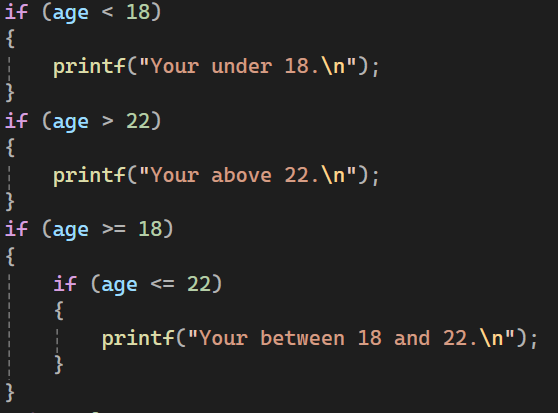 if (age < 18)
{
    printf("Your under 18.\n");
}
if (age > 22)
{
    printf("Your above 22.\n");
}
if (age >= 18)
{
    if (age <= 22)
    {
        printf("Your between 18 and 22.\n");
    }
}